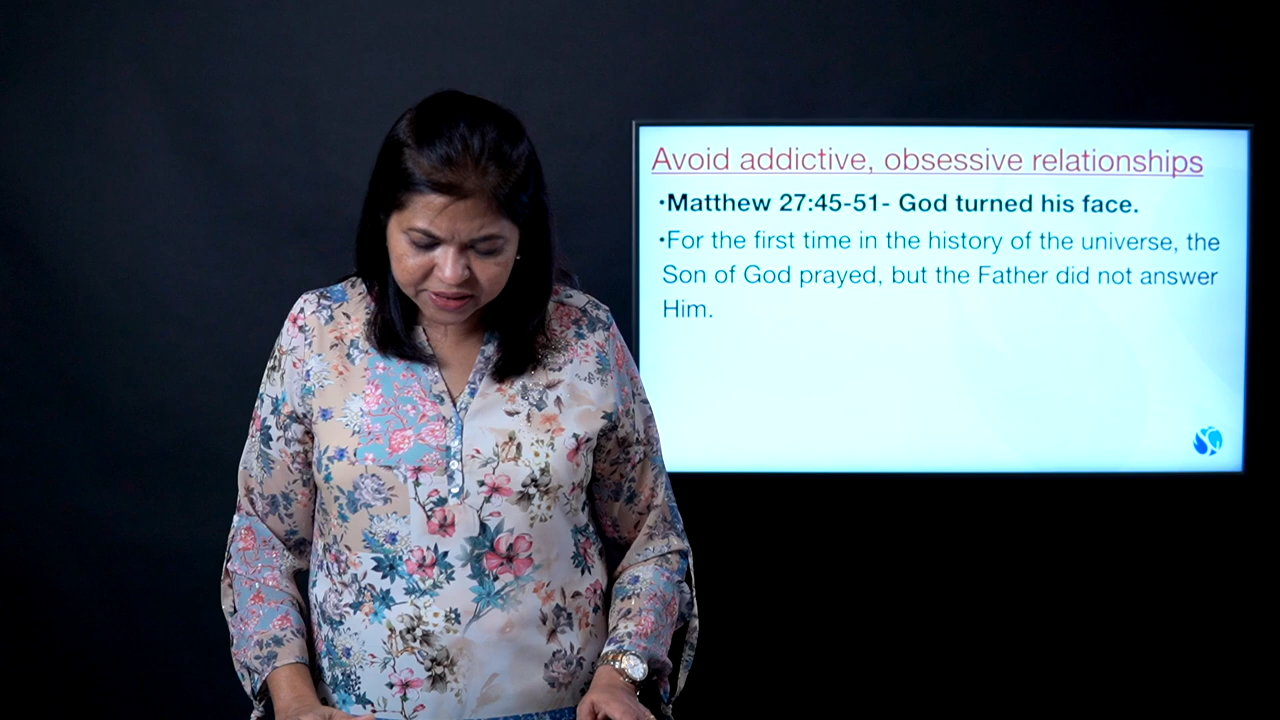 Avoid addictive, obsessive relationships
•Matthew 27:45-51- God turned his face.
•For the first time in the history of the universe, the
Son of God prayed, but the Father did not answer
Him.